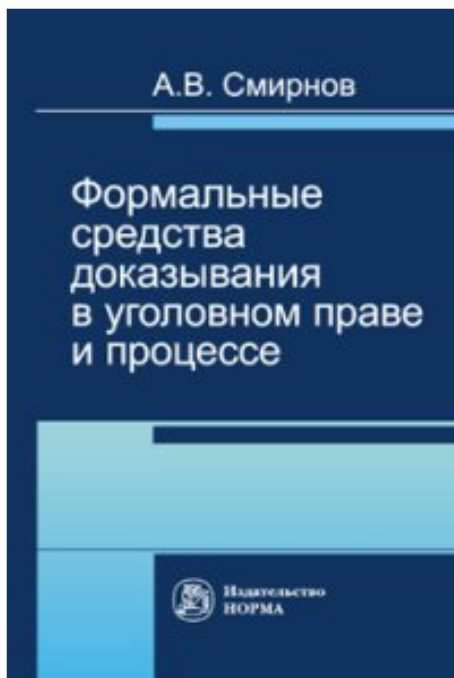 А.В. Смирнов
Формальные
средства
доказывания
в уголовном праве
и процессе
Издательство
НОРМА